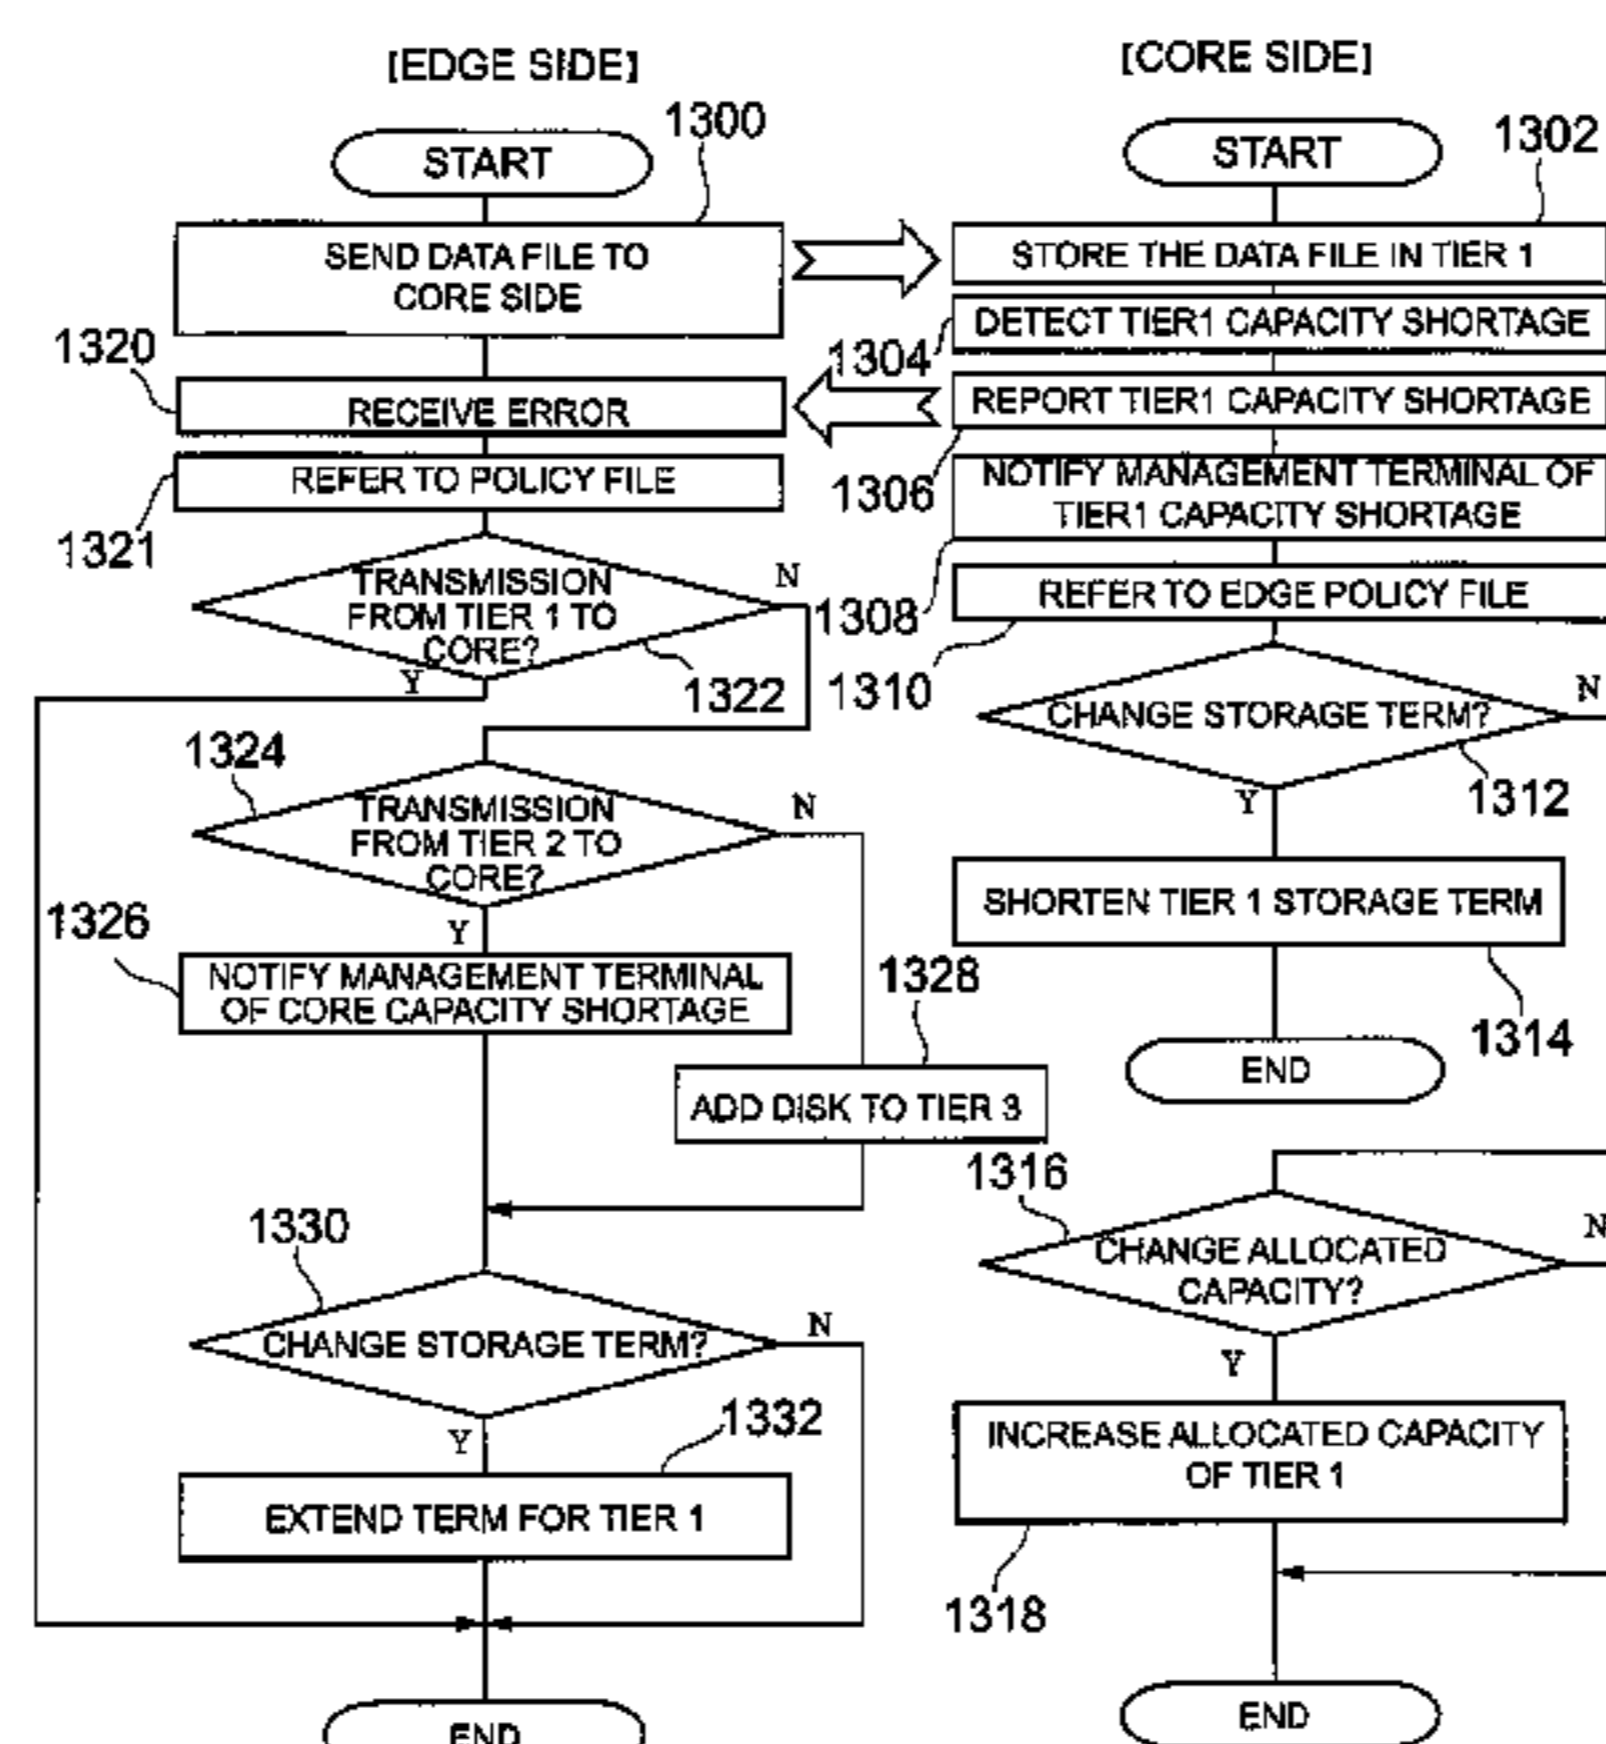 [EDGE SIDE]
1300
START
SEND DATA FILE TO
CORE SIDE
1320
RECEIVE ERROR
REFER TO POLICY FILE
1321
TRANSMISSION
FROM TIER 1 TO
CORE?
N
Y
1322
1324
TRANSMISSION
FROM TIER 2 TO
CORE?
N
Y
1326
NOTIFY MANAGEMENT TERMINAL
OF CORE CAPACITY SHORTAGE
1328
ADD DISK TO TIER 3
1330
CHANGE STORAGE TERM?
N
Y
1332
EXTEND TERM FOR TIER 1
END
[CORE SIDE]
START
1302
STORE THE DATA FILE IN TIER 1
DETECT TIER1 CAPACITY SHORTAGE
1304
REPORT TIER1 CAPACITY SHORTAGE
1306
NOTIFY MANAGEMENT TERMINAL OF
TIER1 CAPACITY SHORTAGE
1308
REFER TO EDGE POLICY FILE
1310
CHANGE STORAGE TERM?
N
Y
1312
SHORTEN TIER 1 STORAGE TERM
1314
END
1316
CHANGE ALLOCATED
CAPACITY?
N
Y
INCREASE ALLOCATED CAPACITY
OF TIER 1
1318
END